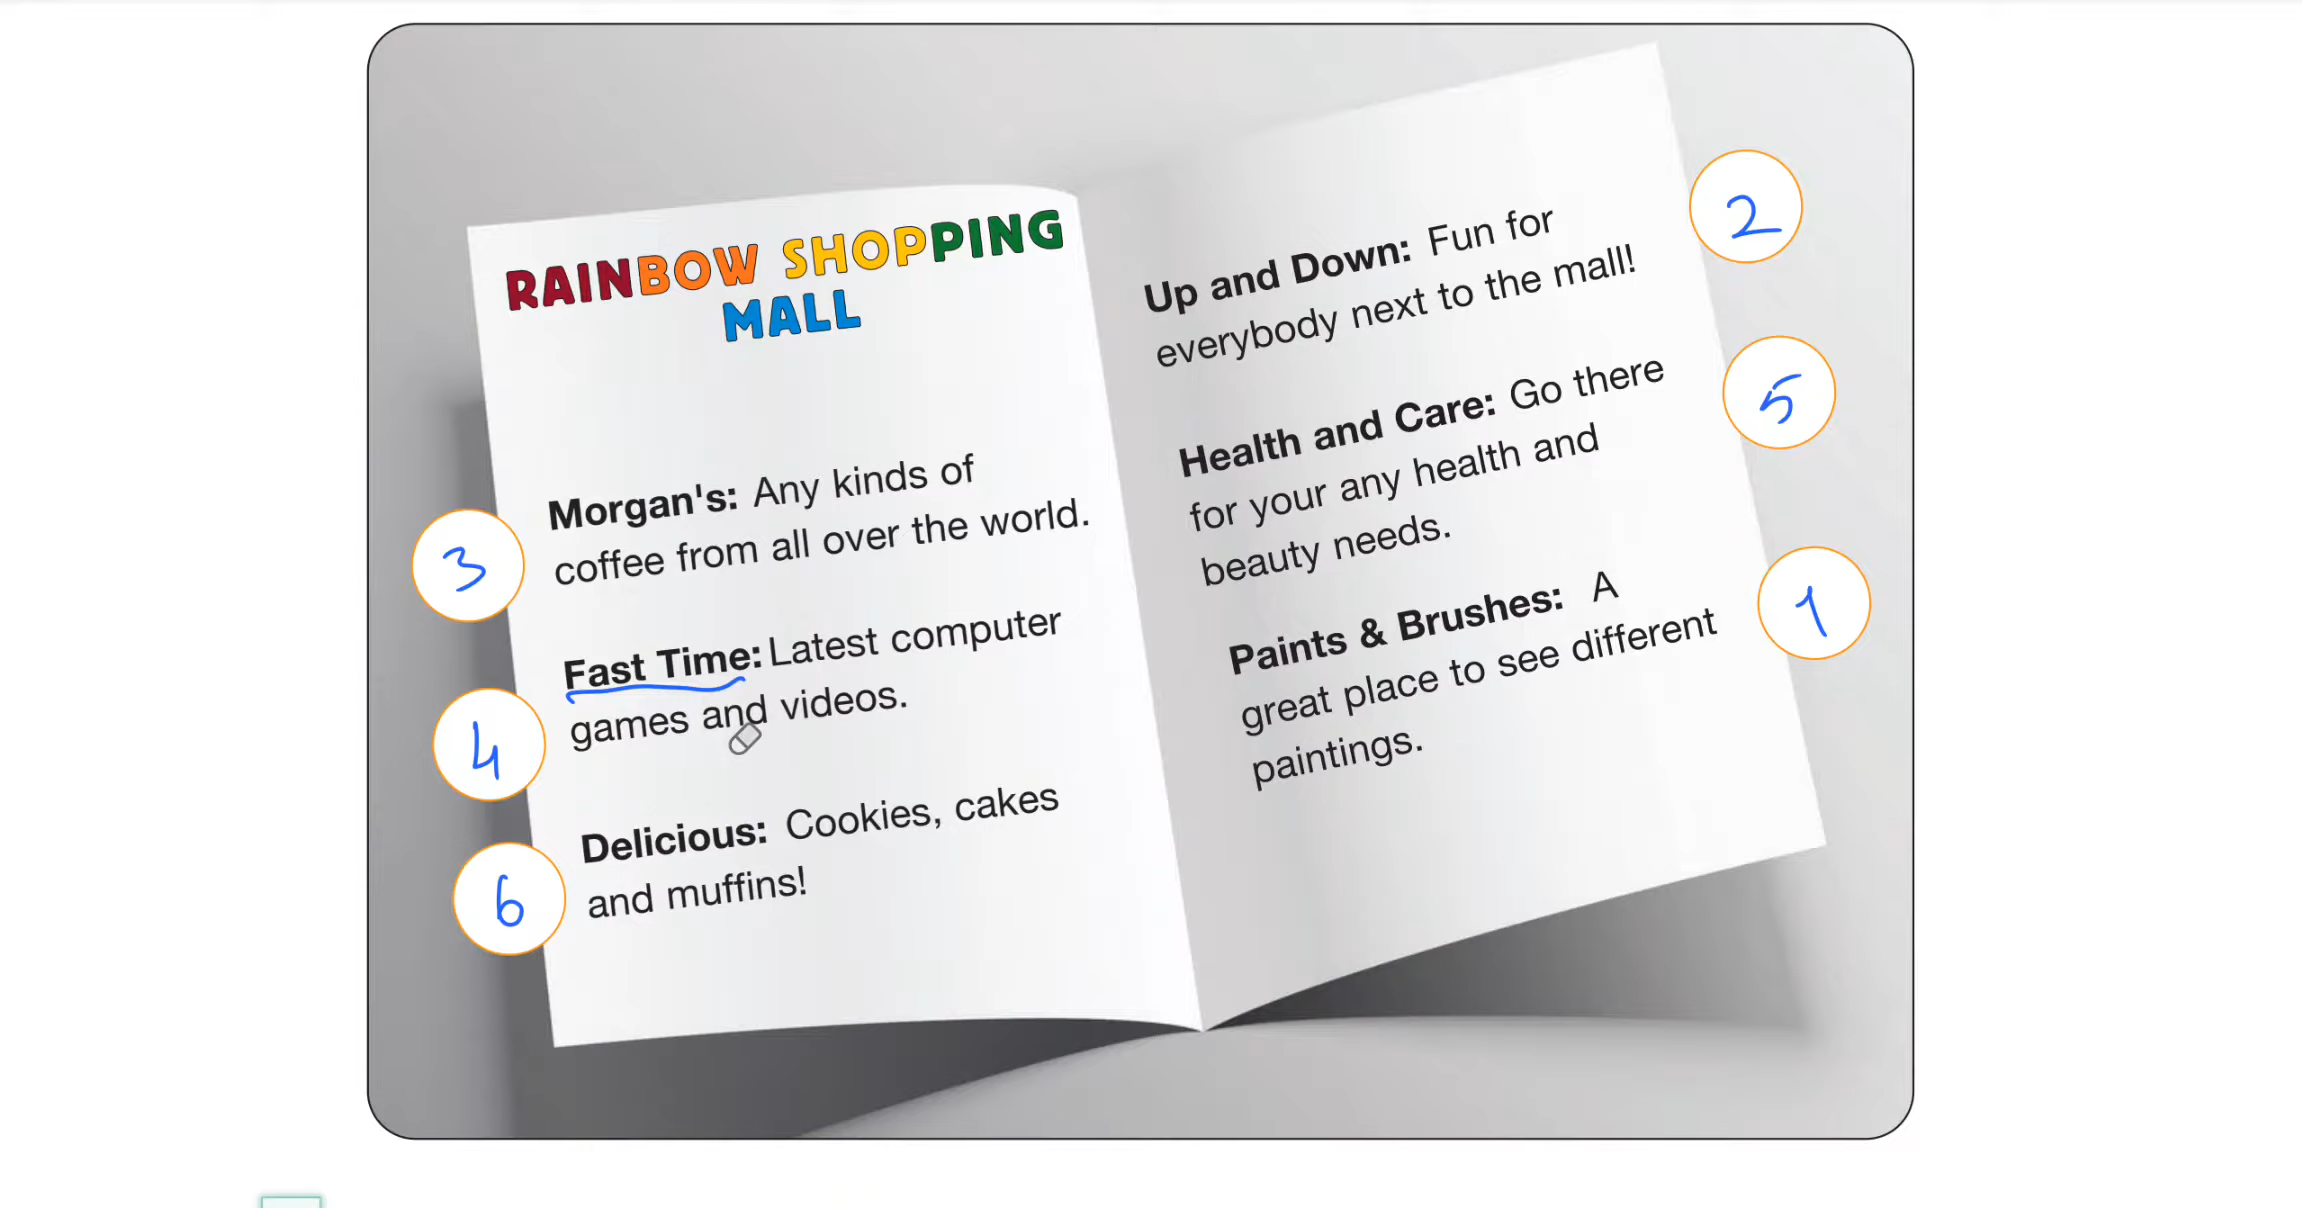 RAINBOW SHOPPING
MALL
3
Morgan's: Any kinds of
coffee from all over the world.
4
Fast Time: Latest computer
games and videos.
6
Delicious: Cookies, cakes
and muffins!
2
Up and Down: Fun for
everybody next to the mall!
5
Health and Care: Go there
for your any health and
beauty needs.
1
Paints & Brushes: A
great place to see different
paintings.